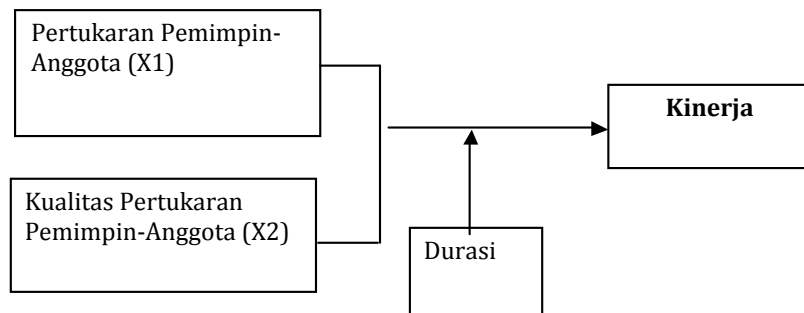 Pertukaran Pemimpin-
Anggota (X1)
Kinerja
Kualitas Pertukaran
Pemimpin-Anggota (X2)
Durasi